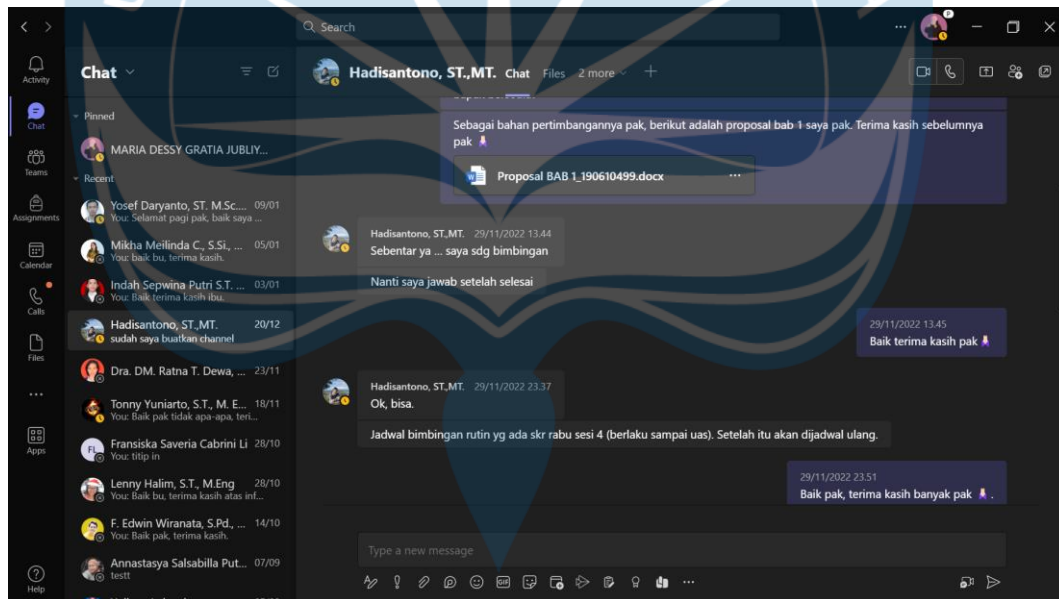 Search
P
Activity
Chat
Teams
Assignments
Calendar
Calls
Files
Apps
Help
Chat
Pinned
MARIA DESSY GRATIA JUBLIY...
Recent
Yosef Daryanto, ST. M.Sc.... 09/01
You: Selamat pagi pak, baik saya ...
Mikha Meilinda C., S.Si., ... 05/01
You: baik bu, terima kasih.
Indah Sepwina Putri S.T. ... 03/01
You: Baik terima kasih ibu.
Hadisantono, ST.,MT. 20/12
sudah saya buatkan channel
Dra. DM. Ratna T. Dewa, ... 23/11
Tonny Yuniarto, S.T., M. E... 18/11
You: Baik pak tidak apa-apa, teri...
FL
Fransiska Saveria Cabrini Li 28/10
You: titip in
Lenny Halim, S.T., M.Eng 28/10
You: Baik bu, terima kasih atas inf...
F. Edwin Wiranata, S.Pd., ... 14/10
You: Baik pak, terima kasih.
Annastasya Salsabilla Put... 07/09
testt
Hadisantono, ST.,MT. Chat Files 2 more
Sebagai bahan pertimbangannya pak, berikut adalah proposal bab 1 saya pak. Terima kasih sebelumnya
pak
Proposal BAB 1_190610499.docx
Hadisantono, ST.,MT. 29/11/2022 13.44
Sebentar ya ... saya sdg bimbingan
Nanti saya jawab setelah selesai
29/11/2022 13.45
Baik terima kasih pak
Hadisantono, ST.,MT. 29/11/2022 23.37
Ok, bisa.
Jadwal bimbingan rutin yg ada skr rabu sesi 4 (berlaku sampai uas). Setelah itu akan dijadwal ulang.
29/11/2022 23.51
Baik pak, terima kasih banyak pak .
Type a new message
GIF